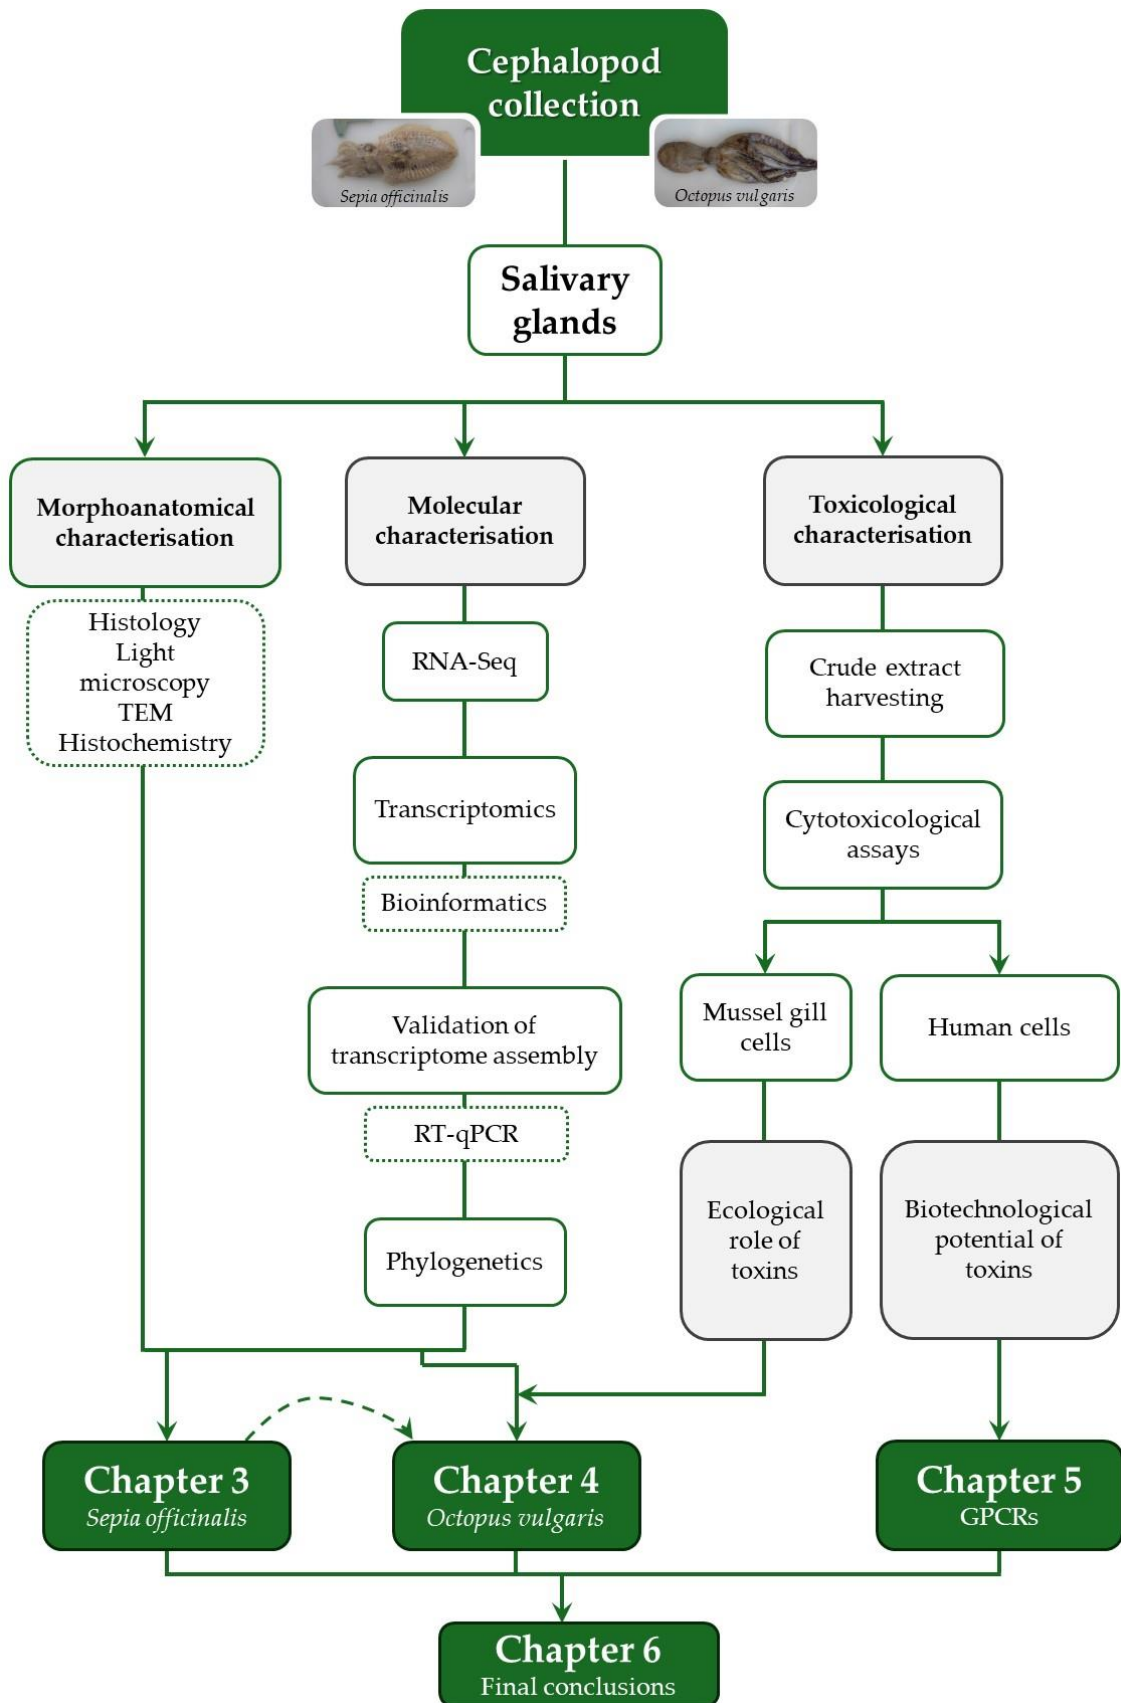 Cephalopod
collection
Sepia officinalis
Octopus vulgaris
Salivary
glands
Morphoanatomical
characterisation
Histology
Light
microscopy
TEM
Histochemistry
Molecular
characterisation
RNA-Seq
Transcriptomics
Bioinformatics
Validation of
transcriptome assembly
RT-qPCR
Phylogenetics
Toxicological
characterisation
Crude extract
harvesting
Cytotoxicological
assays
Mussel gill
cells
Human cells
Ecological
role of
toxins
Biotechnological
potential of
toxins
Chapter 3
Sepia officinalis
Chapter 4
Octopus vulgaris
Chapter 5
GPCRs
Chapter 6
Final conclusions